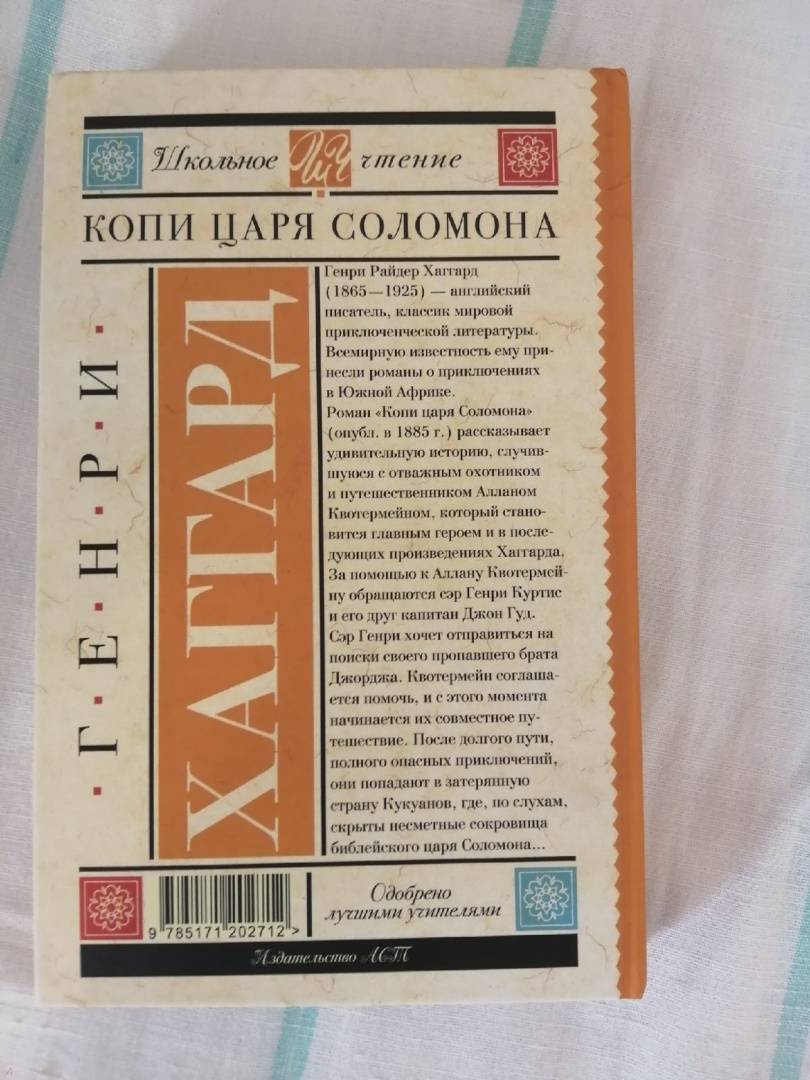 Школьное чтение
КОПИ ЦАРЯ СОЛОМОНА
ГЕНРИ
ХАГГАРД
Генри Райдер Хаггард
(1865—1925) — английский
писатель, классик мировой
приключенческой литературы.
Всемирную известность ему при-
несли романы о приключениях
в Южной Африке.
Роман «Копи царя Соломона»
(опубл. в 1885 г.) рассказывает
удивительную историю, случив-
шуюся с отважным охотником
и путешественником Алланом
Квотермейном, который стано-
вится главным героем и в после-
дующих произведениях Хаггарда.
За помощью к Аллану Квотермей-
ну обращаются сэр Генри Куртис
и его друг капитан Джон Гуд.
Сэр Генри хочет отправиться на
поиски своего пропавшего брата
Джорджа. Квотермейн соглаша-
ется помочь, и с этого момента
начинается их совместное пу-
тешествие. После долгого пути,
полного опасных приключений,
они попадают в затерянную
страну Кукуанов, где, по слухам,
скрыты несметные сокровища
библейского царя Соломона...
9 785171 202712 >
Одобрено
лучшими учителями
Издательство АСТ